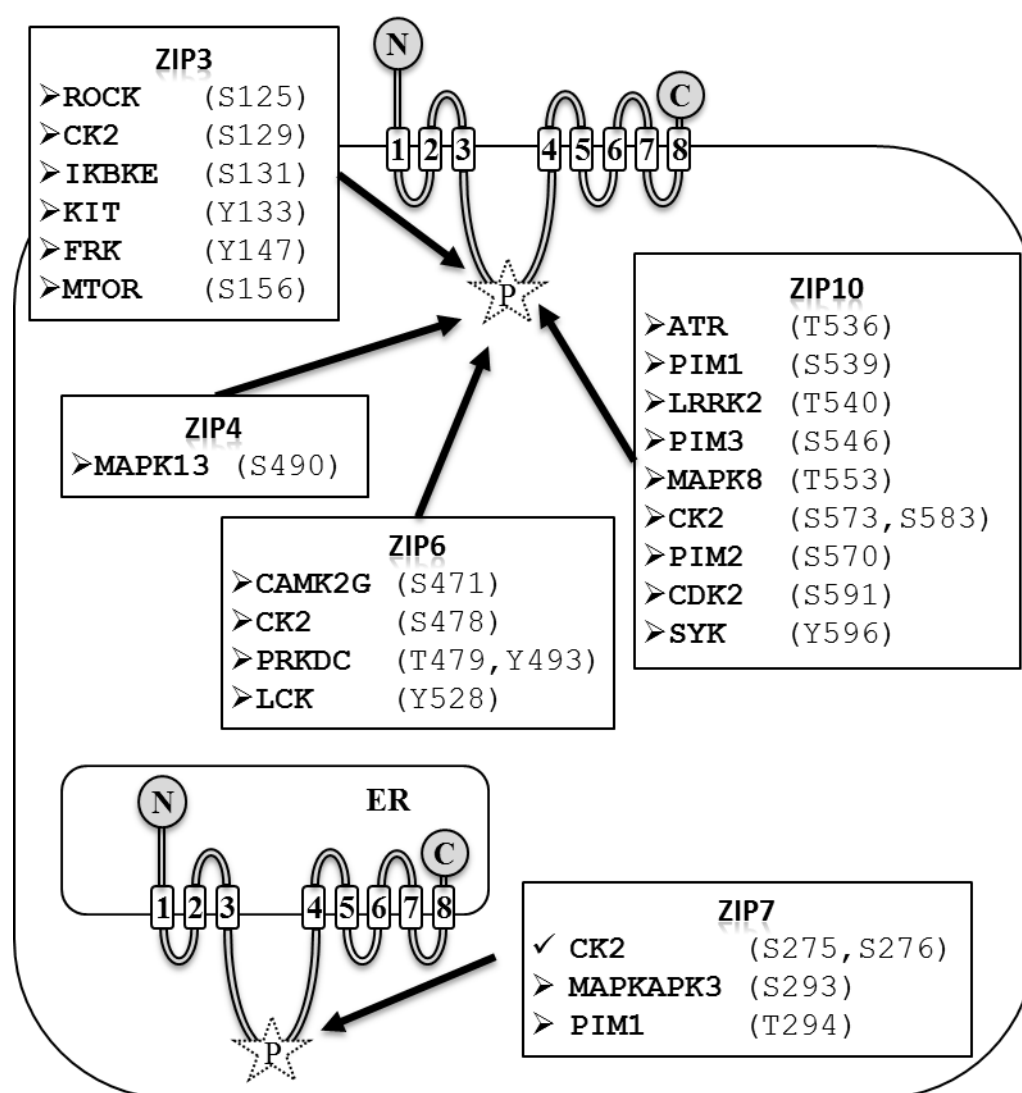 ZIP3
➢ROCK (S125)
➢CK2 (S129)
➢IKBKE (S131)
➢KIT (Y133)
➢FRK (Y147)
➢MTOR (S156)
N
C
1 2 3 4 5 6 7 8
P
ZIP10
➢ATR (T536)
➢PIM1 (S539)
➢LRRK2 (T540)
➢PIM3 (S546)
➢MAPK8 (T553)
➢CK2 (S573,S583)
➢PIM2 (S570)
➢CDK2 (S591)
➢SYK (Y596)
ZIP4
➢MAPK13 (S490)
ZIP6
➢CAMK2G (S471)
➢CK2 (S478)
➢PRKDC (T479,Y493)
➢LCK (Y528)
ER
N
C
1 2 3 4 5 6 7 8
P
ZIP7
✓ CK2 (S275,S276)
➢ MAPKAPK3 (S293)
➢ PIM1 (T294)